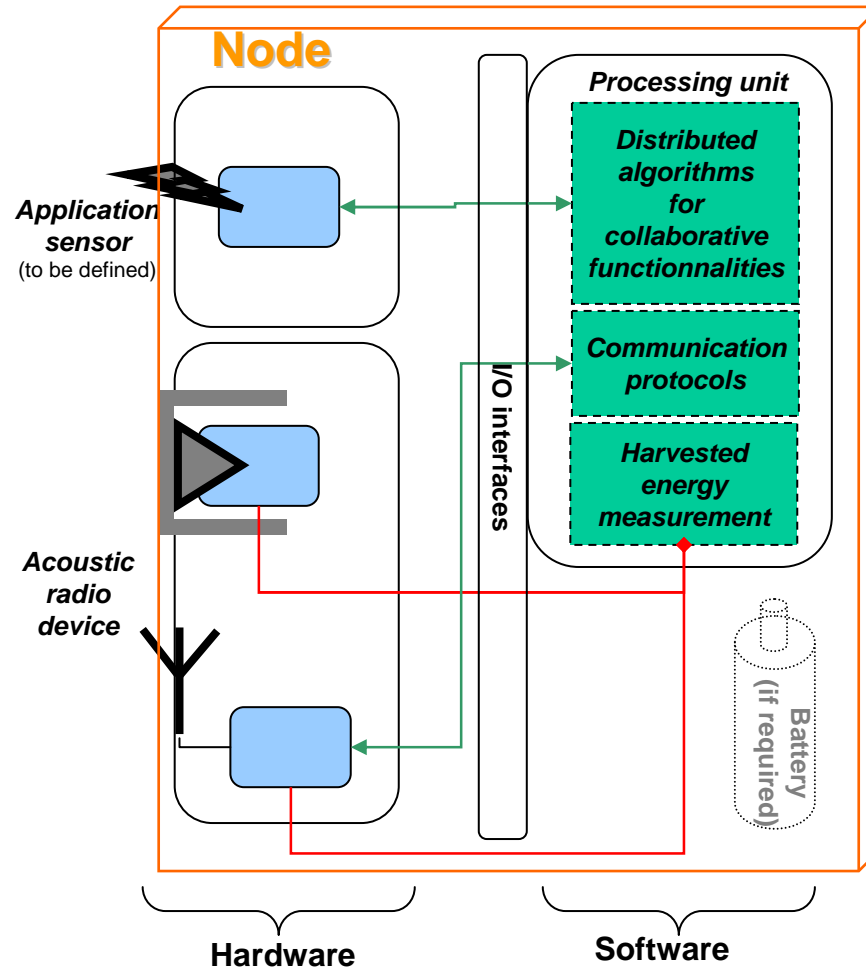 Node
Processing unit
Distributed
algorithms
for
collaborative
functionnalities
Application
sensor
(to be defined)
Communication
protocols
I/O interfaces
Harvested
energy
measurement
Acoustic
radio
device
Battery
(if required)
Hardware
Software